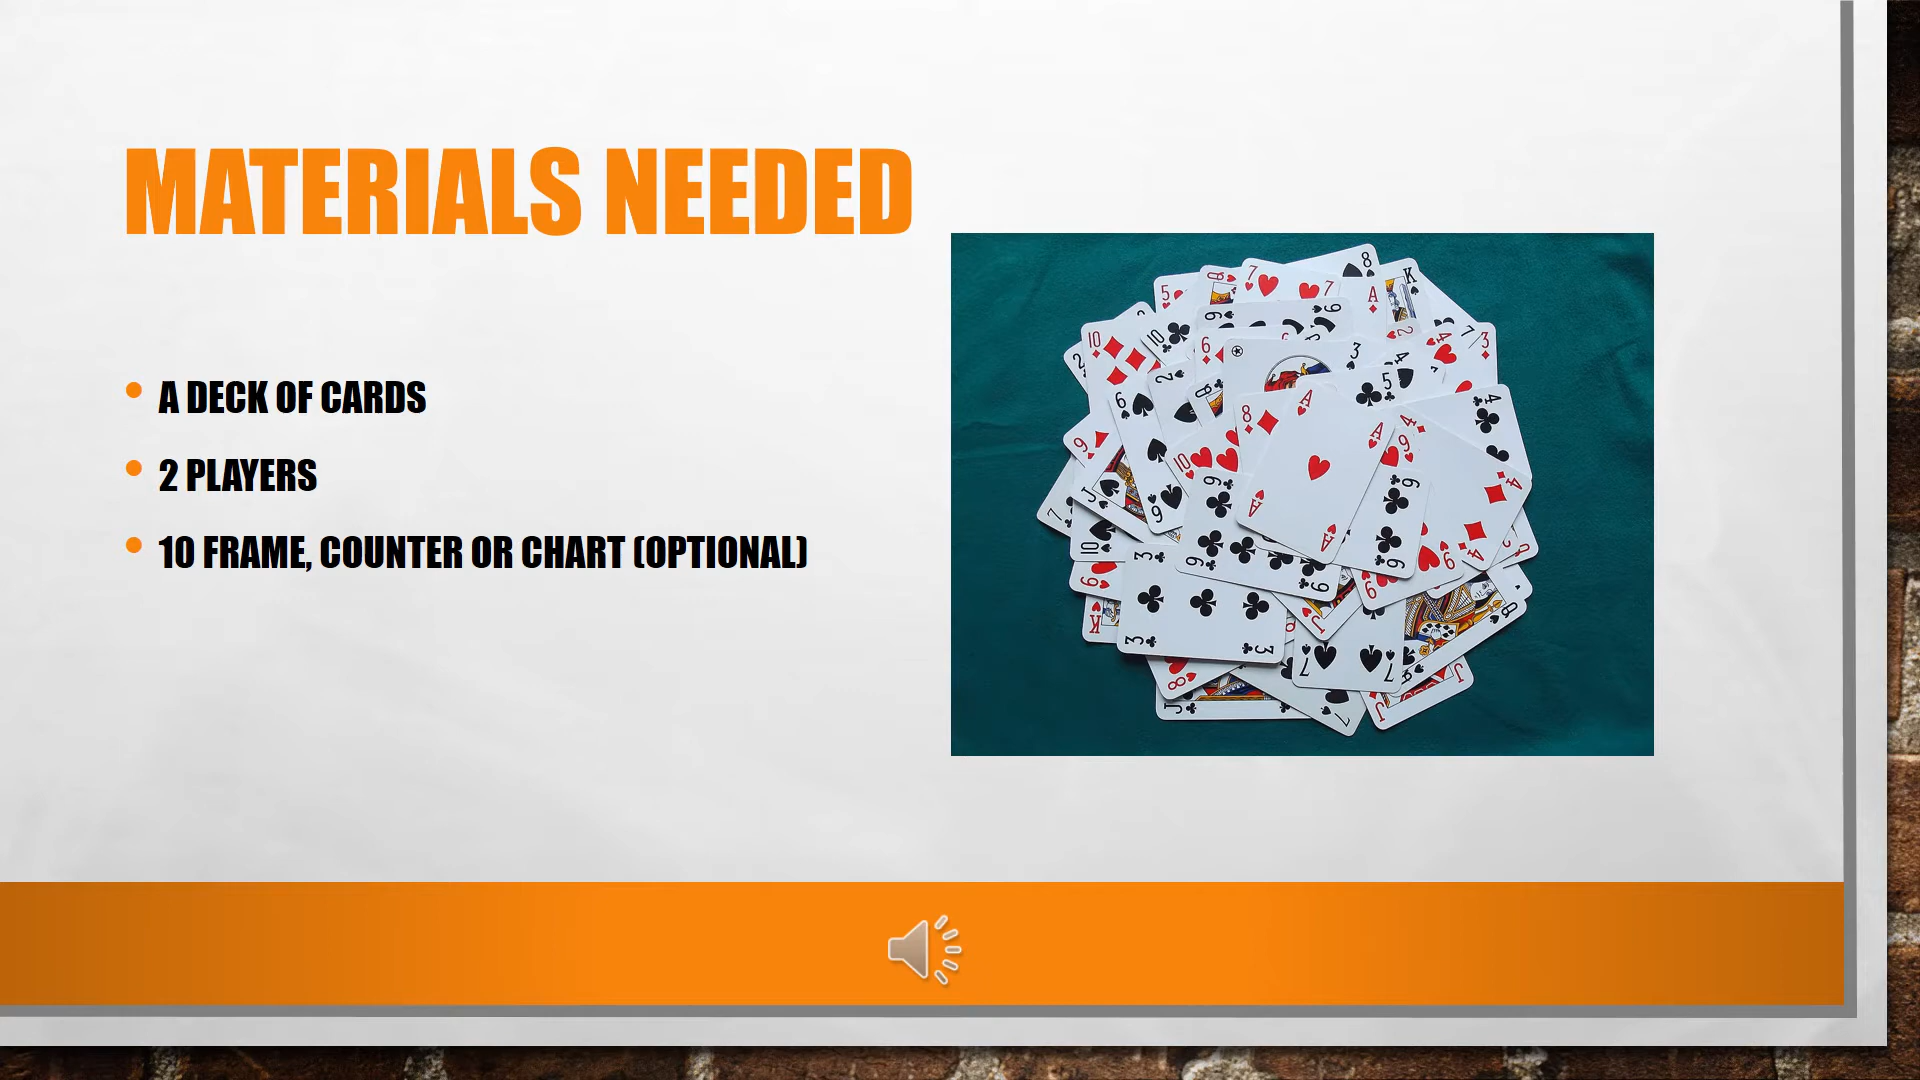 MATERIALS NEEDED
A DECK OF CARDS
2 PLAYERS
10 FRAME, COUNTER OR CHART (OPTIONAL)